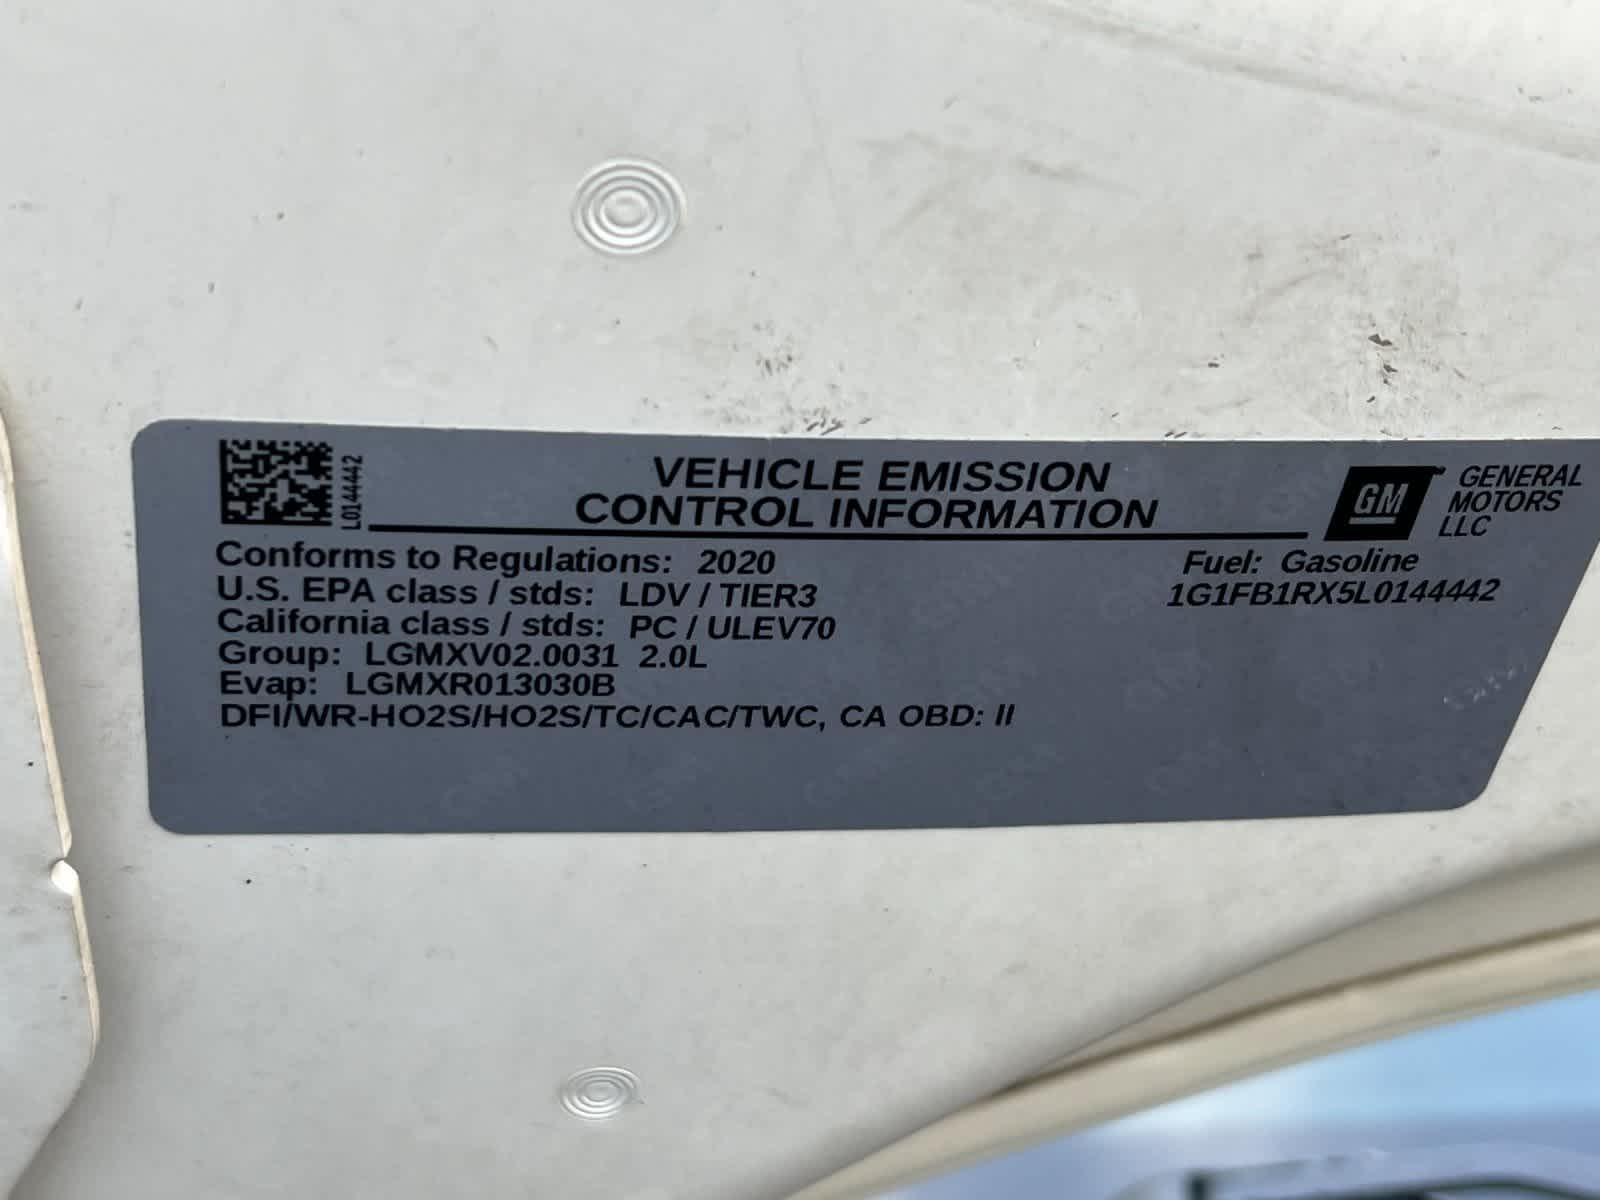 L0144442
VEHICLE EMISSION
CONTROL INFORMATION
GM
GENERAL
MOTORS
LLC
Conforms to Regulations: 2020
U.S. EPA class / stds: LDV / TIER3
California class / stds: PC / ULEV70
Group: LGMXV02.0031 2.0L
Evap: LGMXR013030B
DFI/WR-HO2S/HO2S/TC/CAC/TWC, CA OBD: II
Fuel: Gasoline
1G1FB1RX5L0144442